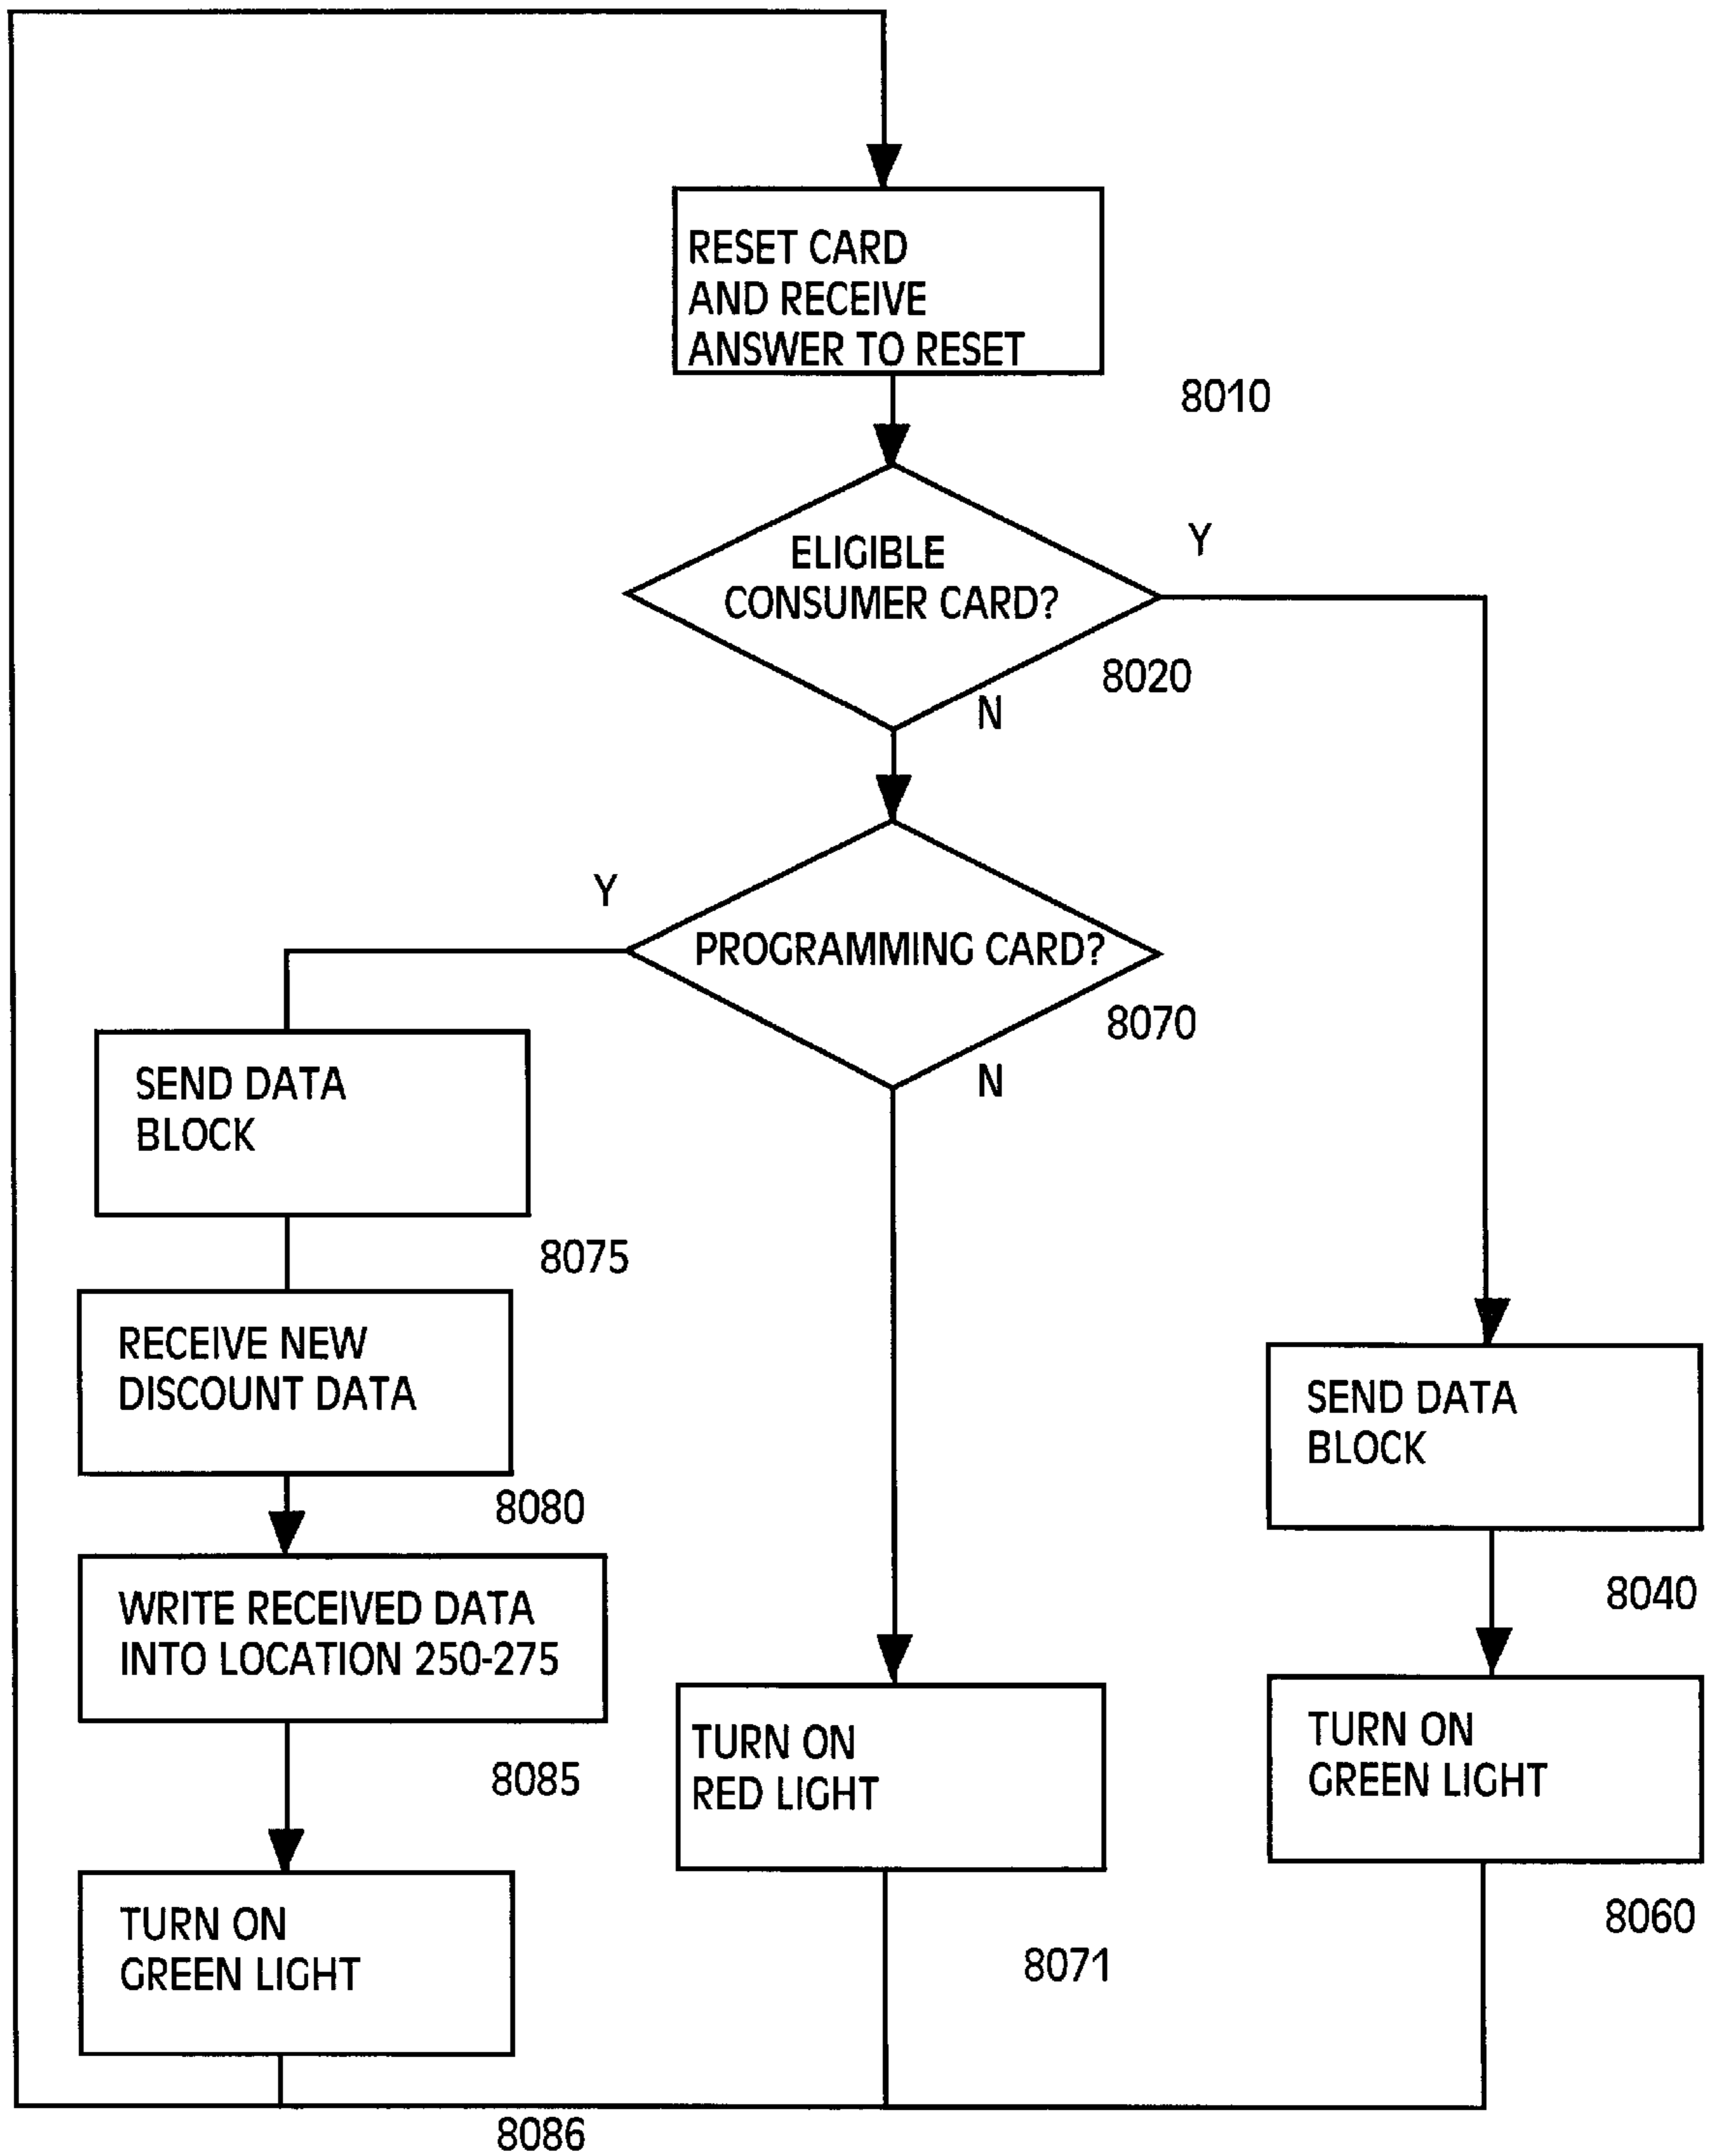 RESET CARD
AND RECEIVE
ANSWER TO RESET
8010
ELIGIBLE
CONSUMER CARD?
Y
8020
N
Y
PROGRAMMING CARD?
8070
N
SEND DATA
BLOCK
8075
RECEIVE NEW
DISCOUNT DATA
8080
WRITE RECEIVED DATA
INTO LOCATION 250-275
8085
TURN ON
GREEN LIGHT
8086
TURN ON
RED LIGHT
8071
SEND DATA
BLOCK
8040
TURN ON
GREEN LIGHT
8060